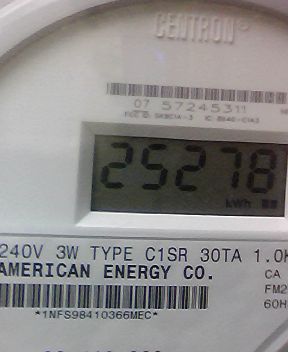 CENTRON®
07 57245311
25278
kWh
240V 3W TYPE C1SR 30TA 1.0
AMERICAN ENERGY CO.
CA
FM2
60H
*1NFS98410366MEC*